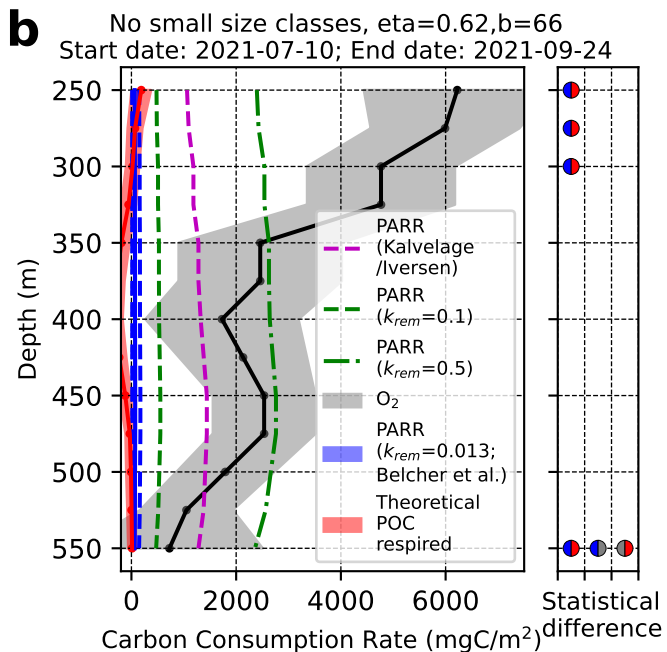 b
No small size classes, eta=0.62,b=66
Start date: 2021-07-10; End date: 2021-09-24
250
300
350
400
450
500
550
Depth (m)
PARR
(Kalvelage
/Iversen)
PARR
(k_rem=0.1)
PARR
(k_rem=0.5)
O₂
PARR
(k_rem=0.013;
Belcher et al.)
Theoretical
POC
respired
0 2000 4000 6000
Carbon Consumption Rate (mgC/m²)
Statistical
difference